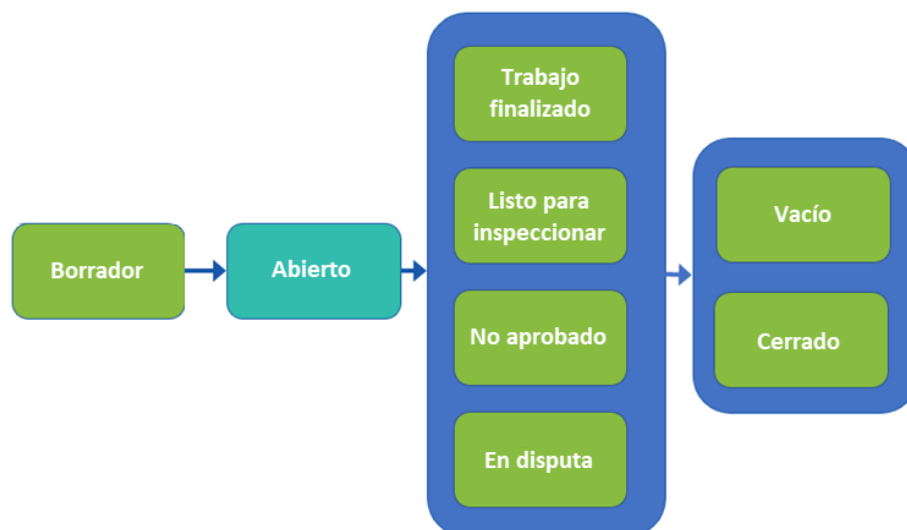 Borrador
Abierto
Trabajo
finalizado
Listo para
inspeccionar
No aprobado
En disputa
Vacío
Cerrado